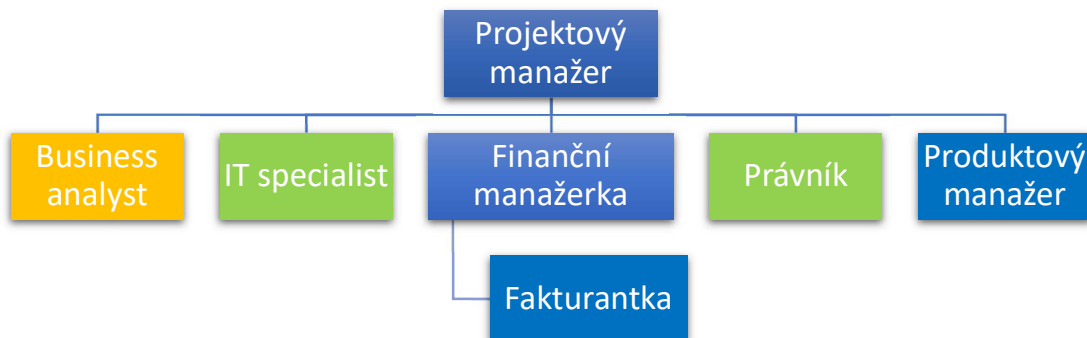 Projektový
manažer
Business
analyst
IT specialist
Finanční
manažerka
Právník
Produktový
manažer
Fakturantka